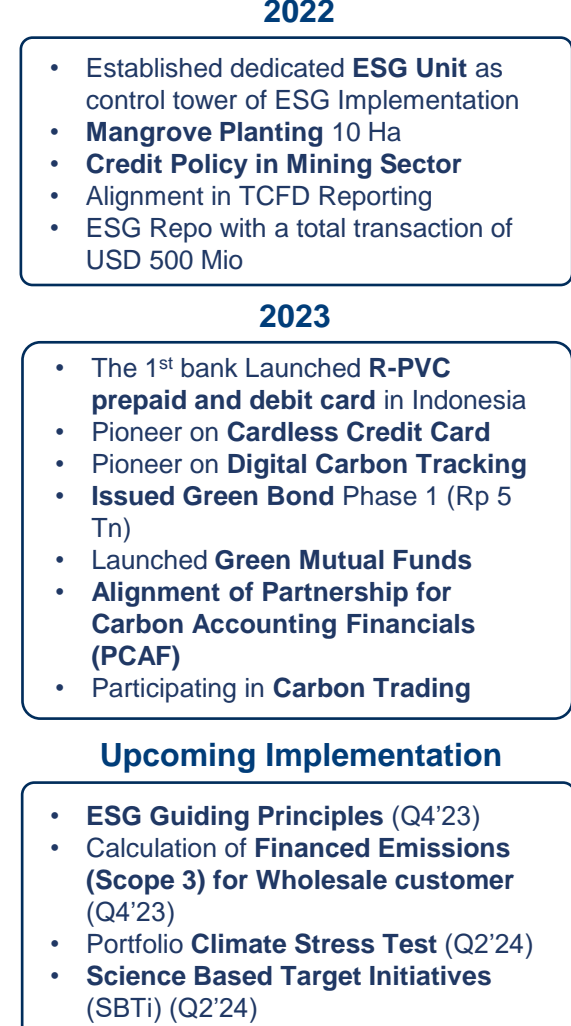 2022
• Established dedicated ESG Unit as
control tower of ESG Implementation
• Mangrove Planting 10 Ha
• Credit Policy in Mining Sector
• Alignment in TCFD Reporting
• ESG Repo with a total transaction of
USD 500 Mio
2023
• The 1st bank Launched R-PVC
prepaid and debit card in Indonesia
• Pioneer on Cardless Credit Card
• Pioneer on Digital Carbon Tracking
• Issued Green Bond Phase 1 (Rp 5
Tn)
• Launched Green Mutual Funds
• Alignment of Partnership for
Carbon Accounting Financials
(PCAF)
• Participating in Carbon Trading
Upcoming Implementation
• ESG Guiding Principles (Q4’23)
• Calculation of Financed Emissions
(Scope 3) for Wholesale customer
(Q4’23)
• Portfolio Climate Stress Test (Q2’24)
• Science Based Target Initiatives
(SBTi) (Q2’24)